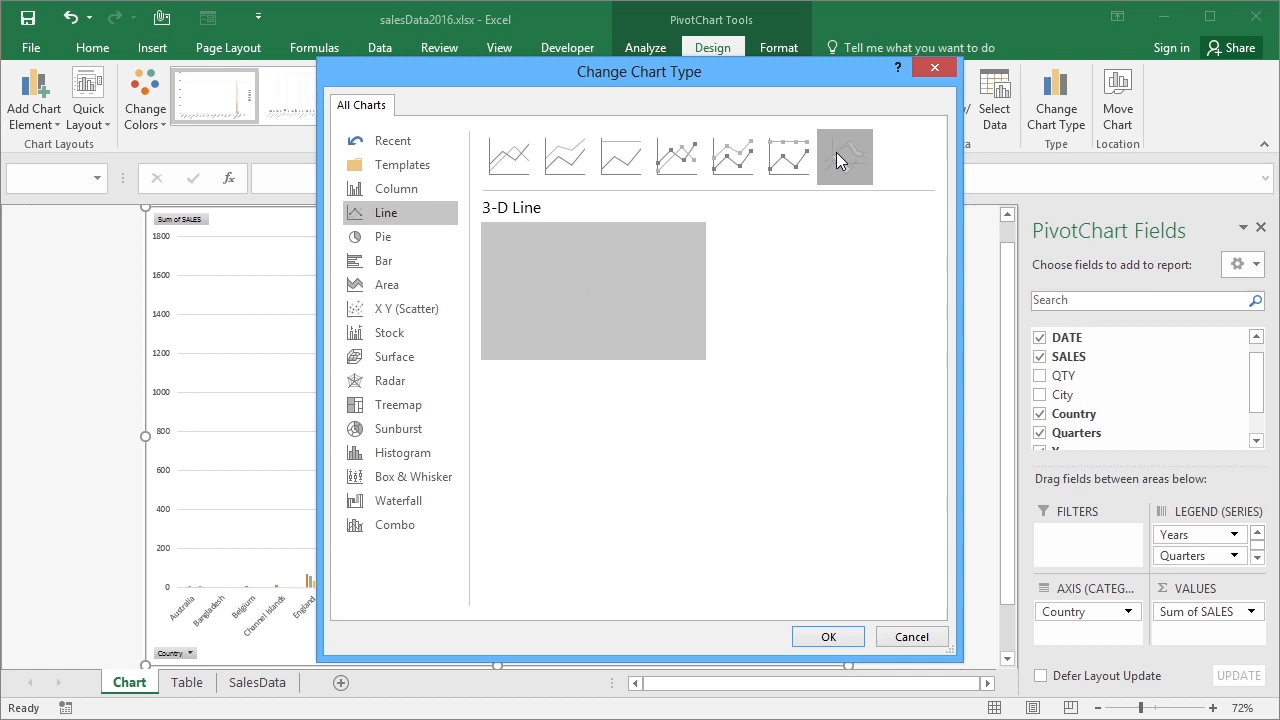 salesData2016.xlsx - Excel
PivotChart Tools
File
Home
Insert
Page Layout
Formulas
Data
Review
View
Developer
Analyze
Design
Format
Tell me what you want to do
Sign in
Share
Add Chart
Element
Quick
Layout
Change
Colors
Select
Data
Change
Chart Type
Move
Chart
Chart Layouts
Type
Location
fx
Change Chart Type
?
All Charts
Recent
Templates
Column
Line
Pie
Bar
Area
X Y (Scatter)
Stock
Surface
Radar
Treemap
Sunburst
Histogram
Box & Whisker
Waterfall
Combo
3-D Line
OK
Cancel
Sum of SALES
1800
1600
1400
1200
1000
800
600
400
200
0
Australia
Bangladesh
Belgium
Channel Islands
England
Country
PivotChart Fields
Choose fields to add to report:
Search
DATE
SALES
QTY
City
Country
Quarters
Drag fields between areas below:
FILTERS
LEGEND (SERIES)
Years
Quarters
AXIS (CATEG...
VALUES
Country
Sum of SALES
Defer Layout Update
UPDATE
Chart
Table
SalesData
Ready
72%